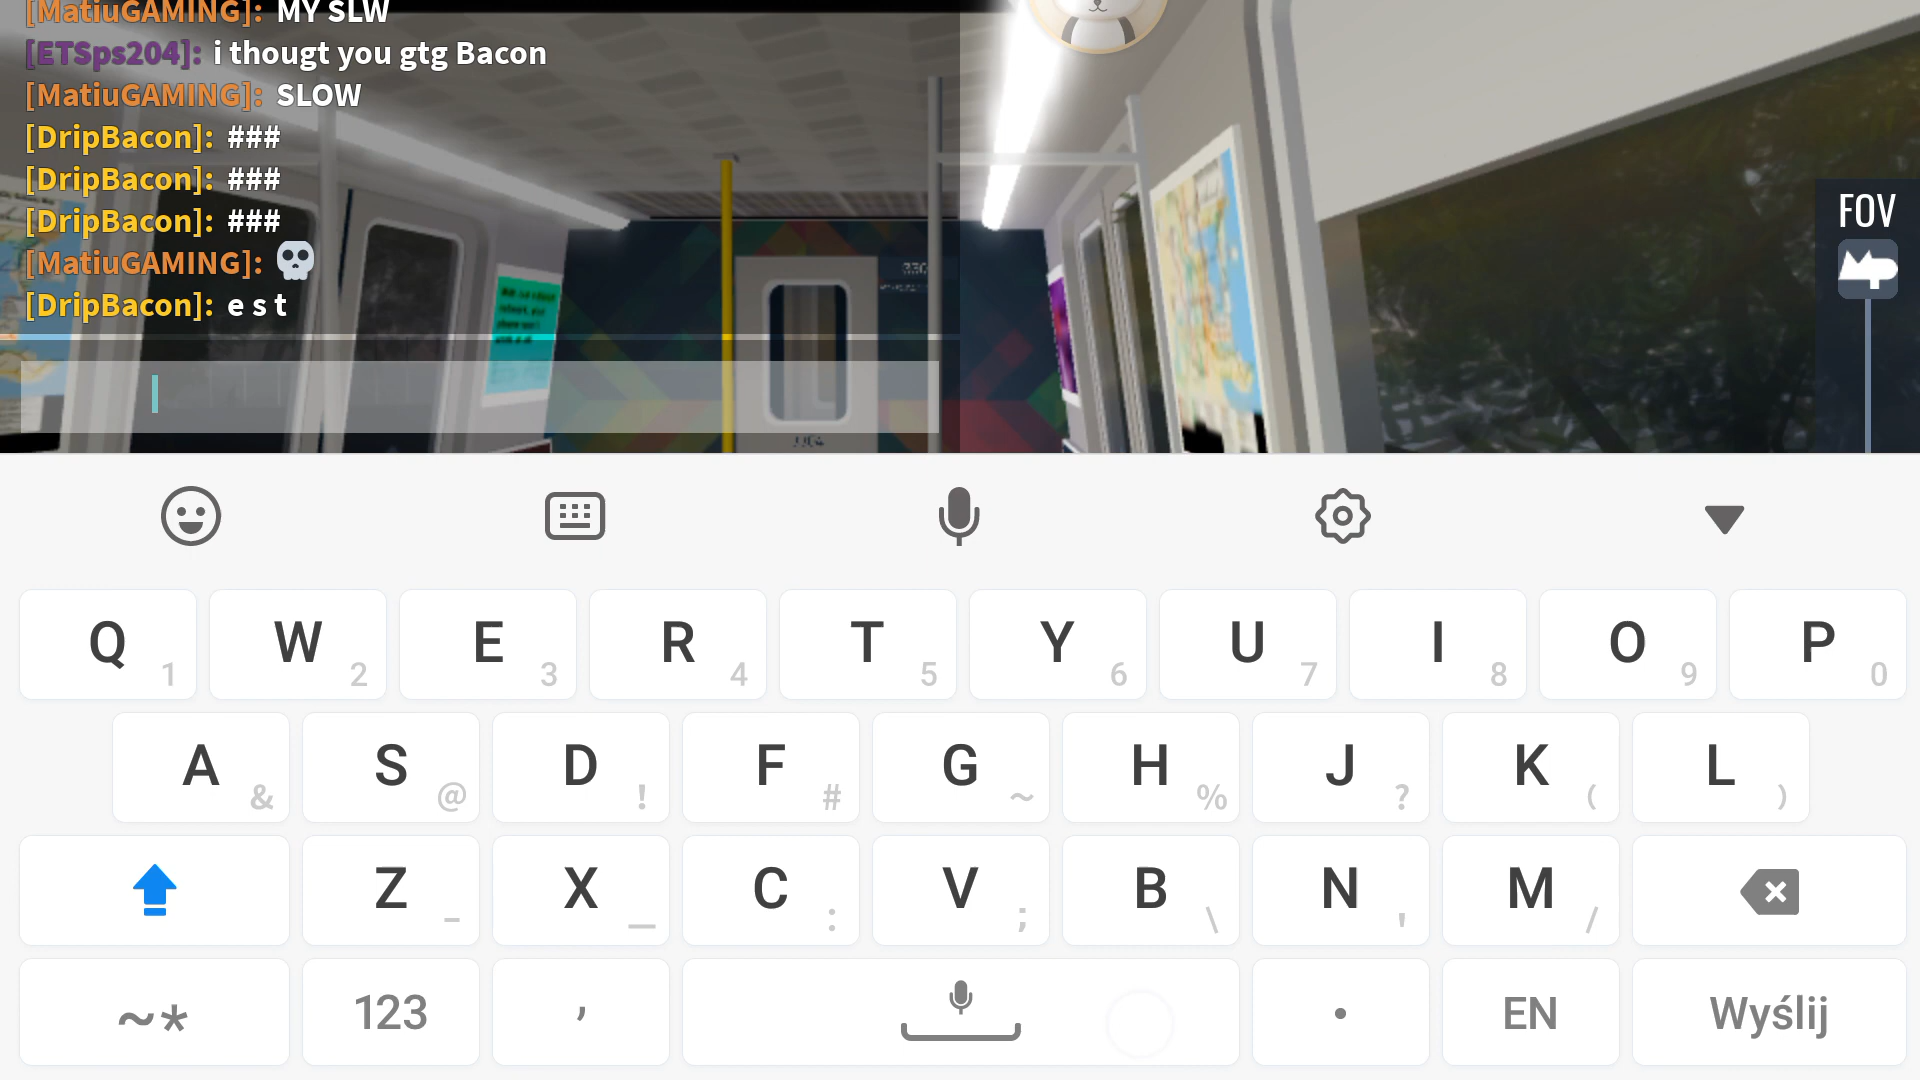 [MatiuGAMING]: MY SLW
[ETSps204]: i thougt you gtg Bacon
[MatiuGAMING]: SLOW
[DripBacon]: ###
[DripBacon]: ###
[DripBacon]: ###
[MatiuGAMING]: 💀
[DripBacon]: e s t
FOV
Q 1 W 2 E 3 R 4 T 5 Y 6 U 7 I 8 O 9 P 0
A & S @ D ! F # G ~ H % J ? K ( L )
Z - X _ C : V ; B \ N ' M /
~* 123 , . EN Wyślij